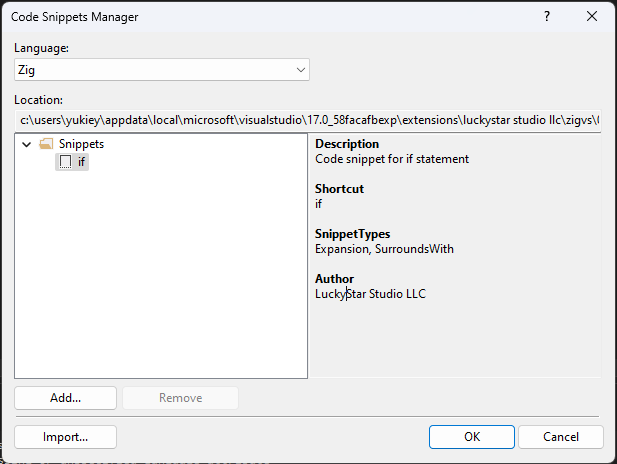 Code Snippets Manager
?
Language:
Zig
Location:
c:\users\yukiey\appdata\local\microsoft\visualstudio\17.0_58facafbexp\extensions\luckystar studio llc\zigvs\
Snippets
if
Description
Code snippet for if statement
Shortcut
if
SnippetTypes
Expansion, SurroundsWith
Author
LuckyStar Studio LLC
Add...
Remove
Import...
OK
Cancel